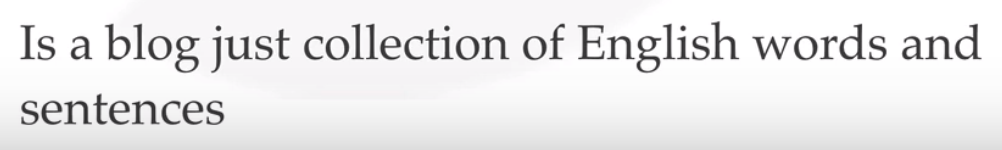 Is a blog just collection of English words and
sentences